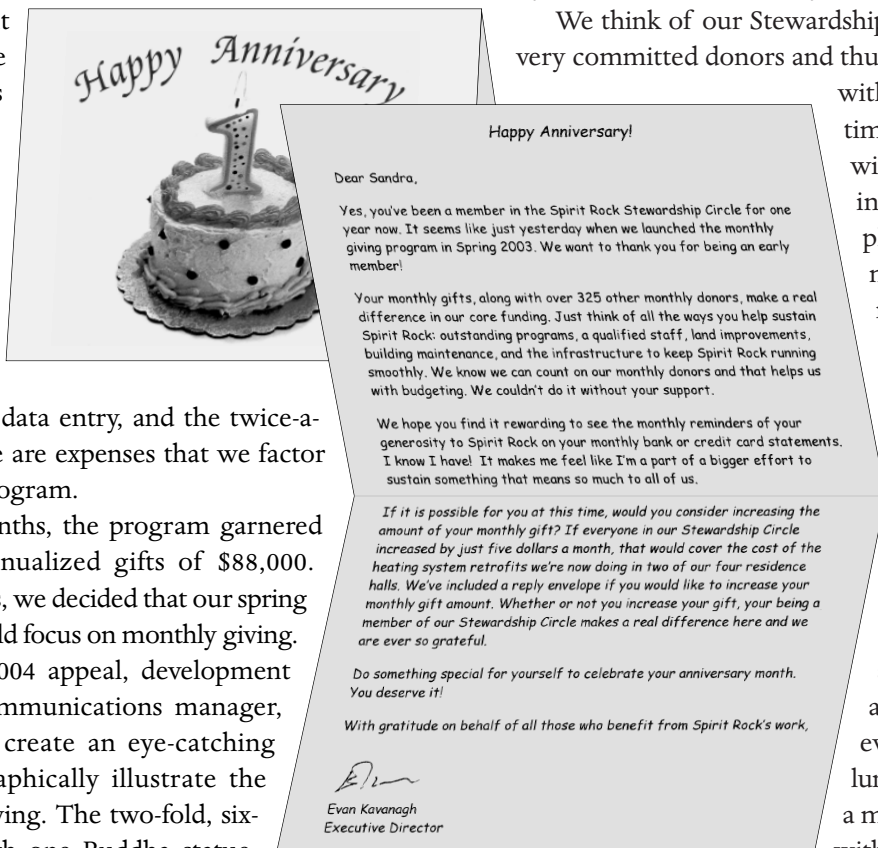 t
e
s
Happy Anniversary
1
We think of our Stewardship
very committed donors and thu
with
tim
wi
in
p
Happy Anniversary!
Dear Sandra,
Yes, you've been a member in the Spirit Rock Stewardship Circle for one
year now. It seems like just yesterday when we launched the monthly
giving program in Spring 2003. We want to thank you for being an early
member!
Your monthly gifts, along with over 325 other monthly donors, make a real
difference in our core funding. Just think of all the ways you help sustain
Spirit Rock: outstanding programs, a qualified staff, land improvements,
building maintenance, and the infrastructure to keep Spirit Rock running
smoothly. We know we can count on our monthly donors and that helps us
with budgeting. We couldn't do it without your support.
We hope you find it rewarding to see the monthly reminders of your
generosity to Spirit Rock on your monthly bank or credit card statements.
I know I have! It makes me feel like I'm a part of a bigger effort to
sustain something that means so much to all of us.
If it is possible for you at this time, would you consider increasing the
amount of your monthly gift? If everyone in our Stewardship Circle
increased by just five dollars a month, that would cover the cost of the
heating system retrofits we're now doing in two of our four residence
halls. We've included a reply envelope if you would like to increase your
monthly gift amount. Whether or not you increase your gift, your being a
member of our Stewardship Circle makes a real difference here and we
are ever so grateful.
Do something special for yourself to celebrate your anniversary month.
You deserve it!
With gratitude on behalf of all those who benefit from Spirit Rock's work,
Evan Kavanagh
Executive Director
data entry, and the twice-a-
e are expenses that we factor
ogram.
nths, the program garnered
nualized gifts of $88,000.
s, we decided that our spring
ld focus on monthly giving.
004 appeal, development
mmunications manager,
create an eye-catching
aphically illustrate the
ving. The two-fold, six-
th one Buddha statue
a
ev
lun
a m
with